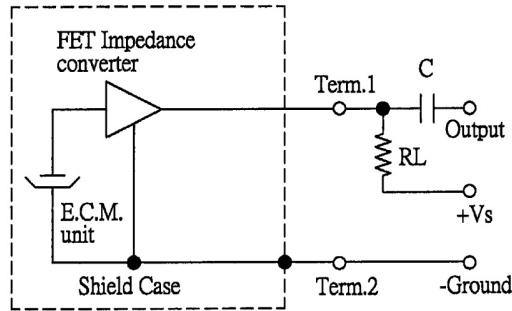 FET Impedance
converter
Term.1
C
Output
RL
+Vs
E.C.M.
unit
Shield Case
Term.2
-Ground